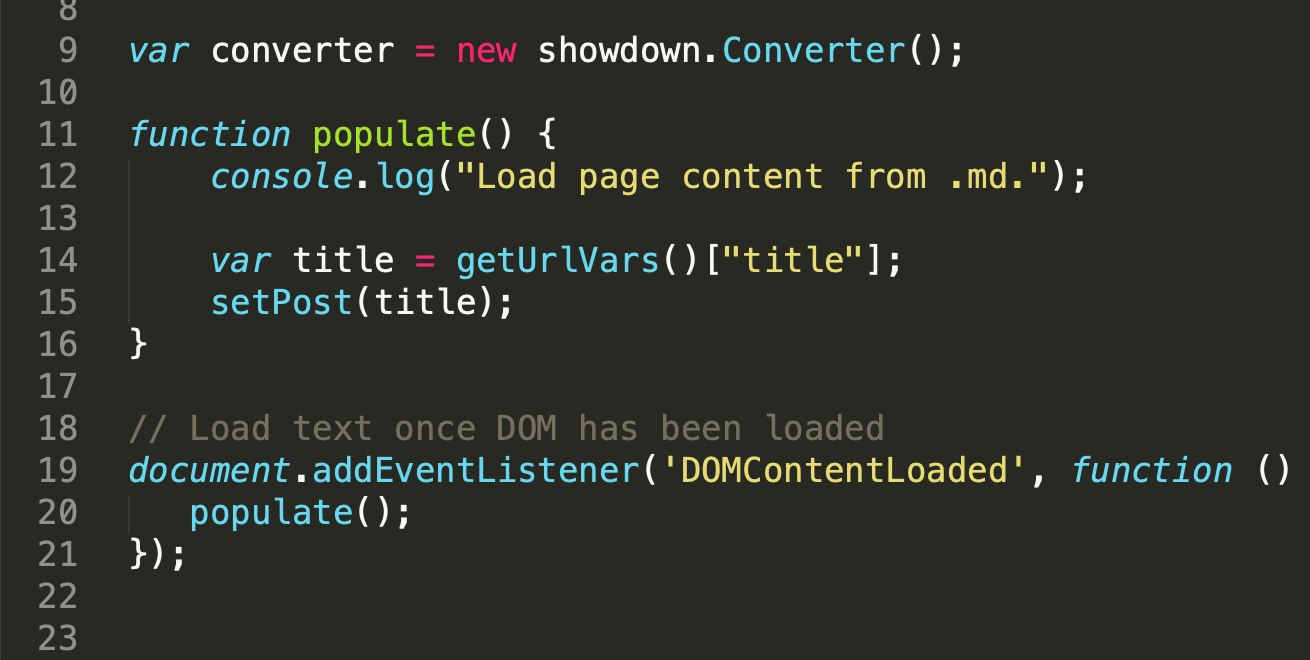 8
9 var converter = new showdown.Converter();
10
11 function populate() {
12     console.log("Load page content from .md.");
13
14     var title = getUrlVars()["title"];
15     setPost(title);
16 }
17
18 // Load text once DOM has been loaded
19 document.addEventListener('DOMContentLoaded', function ()
20    populate();
21 });
22
23